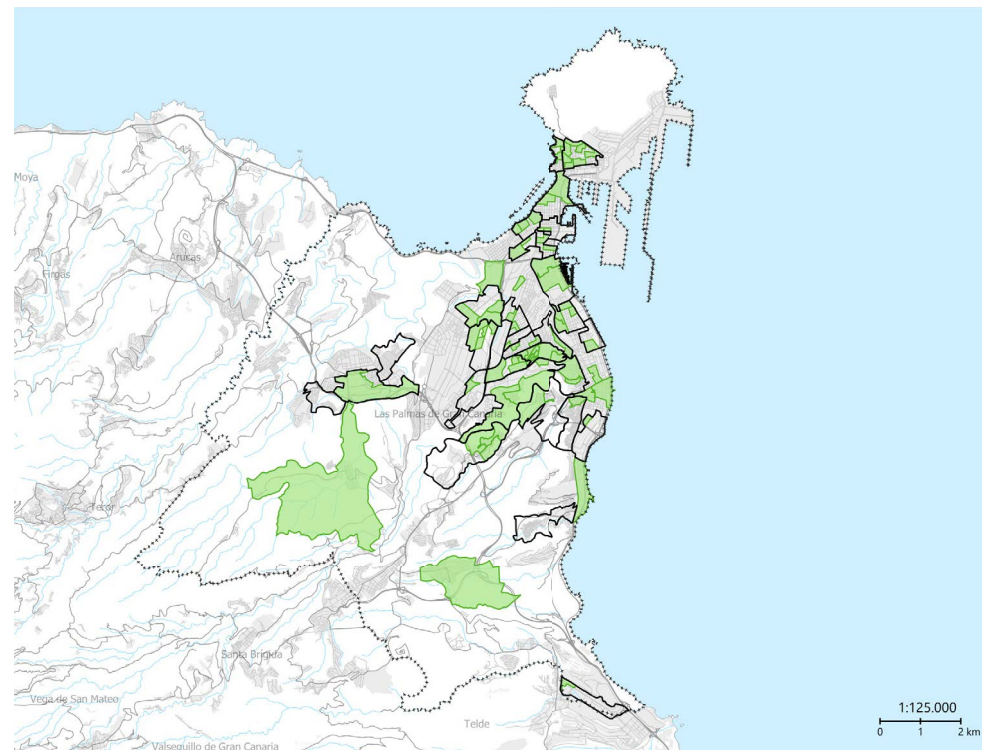 Moya
Arucas
Firgas
Las Palmas de Gran Canaria
Teror
Santa Brígida
Vega de San Mateo
Telde
Valsequillo de Gran Canaria
1:125.000
0 1 2 km